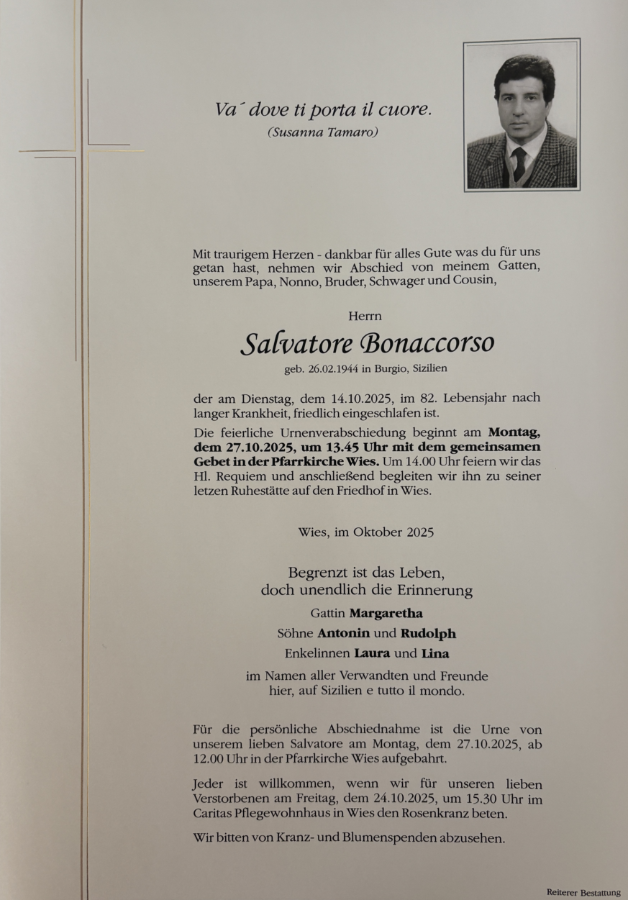 Va´ dove ti porta il cuore.
(Susanna Tamaro)
Mit traurigem Herzen - dankbar für alles Gute was du für uns
getan hast, nehmen wir Abschied von meinem Gatten,
unserem Papa, Nonno, Bruder, Schwager und Cousin,
Herrn
Salvatore Bonaccorso
geb. 26.02.1944 in Burgio, Sizilien
der am Dienstag, dem 14.10.2025, im 82. Lebensjahr nach
langer Krankheit, friedlich eingeschlafen ist.
Die feierliche Urnenverabschiedung beginnt am Montag,
dem 27.10.2025, um 13.45 Uhr mit dem gemeinsamen
Gebet in der Pfarrkirche Wies. Um 14.00 Uhr feiern wir das
Hl. Requiem und anschließend begleiten wir ihn zu seiner
letzen Ruhestätte auf den Friedhof in Wies.
Wies, im Oktober 2025
Begrenzt ist das Leben,
doch unendlich die Erinnerung
Gattin Margaretha
Söhne Antonin und Rudolph
Enkelinnen Laura und Lina
im Namen aller Verwandten und Freunde
hier, auf Sizilien e tutto il mondo.
Für die persönliche Abschiednahme ist die Urne von
unserem lieben Salvatore am Montag, dem 27.10.2025, ab
12.00 Uhr in der Pfarrkirche Wies aufgebahrt.
Jeder ist willkommen, wenn wir für unseren lieben
Verstorbenen am Freitag, dem 24.10.2025, um 15.30 Uhr im
Caritas Pflegewohnhaus in Wies den Rosenkranz beten.
Wir bitten von Kranz- und Blumenspenden abzusehen.
Reiterer Bestattung